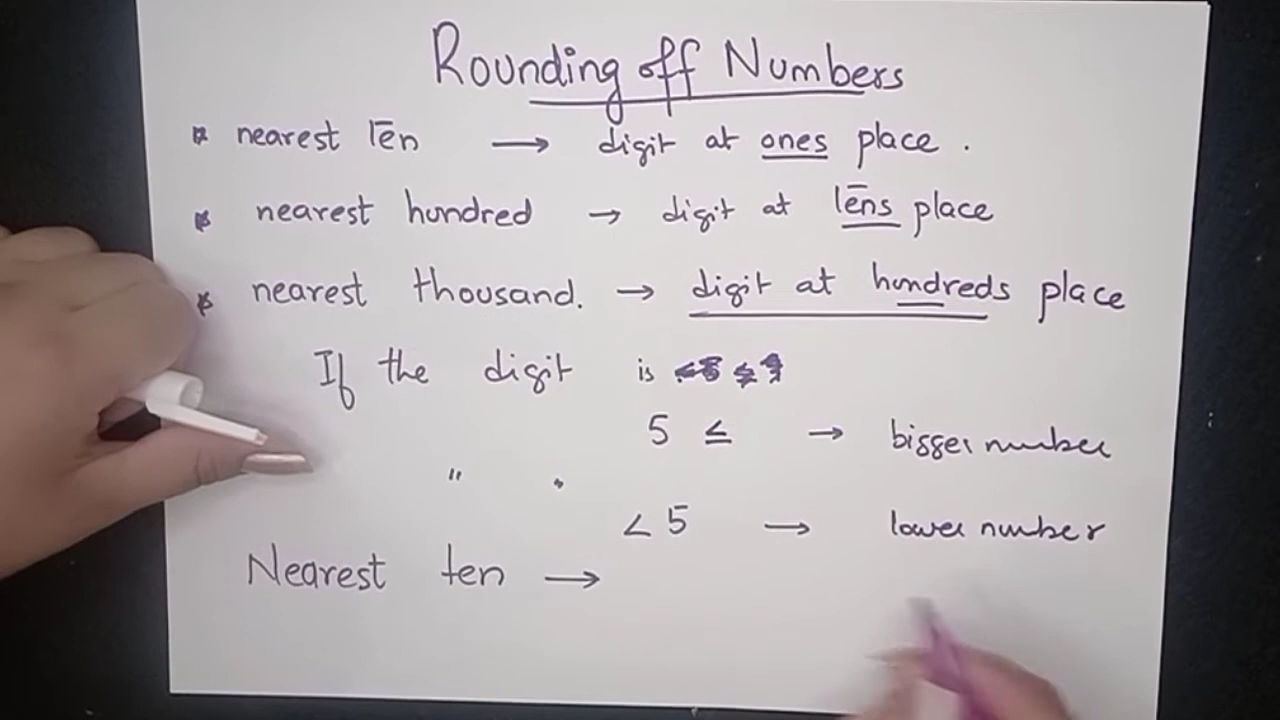 Rounding off Numbers
* nearest ten → digit at ones place.
* nearest hundred → digit at tens place
* nearest thousand. → digit at hundreds place
If the digit is
5 ≤ → bigger number
" "
< 5 → lower number
Nearest ten →